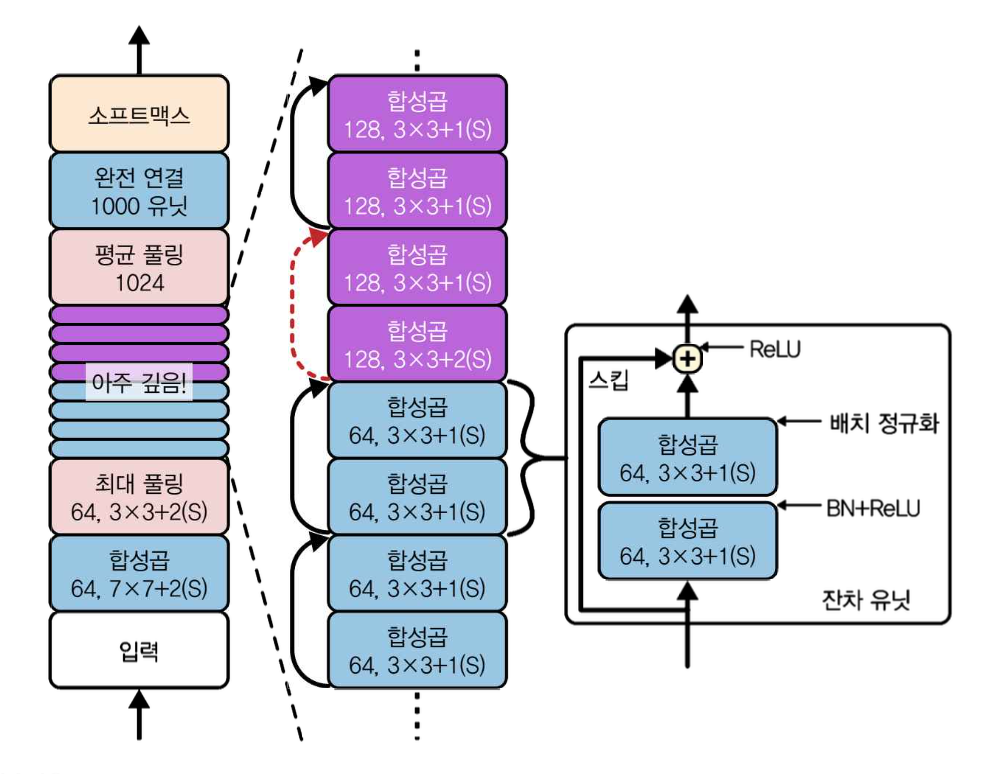 소프트맥스
완전 연결
1000 유닛
평균 풀링
1024
아주 깊음!
최대 풀링
64, 3×3+2(S)
합성곱
64, 7×7+2(S)
입력
합성곱
128, 3×3+1(S)
합성곱
128, 3×3+1(S)
합성곱
128, 3×3+1(S)
합성곱
128, 3×3+2(S)
합성곱
64, 3×3+1(S)
합성곱
64, 3×3+1(S)
합성곱
64, 3×3+1(S)
합성곱
64, 3×3+1(S)
+
ReLU
스킵
배치 정규화
합성곱
64, 3×3+1(S)
BN+ReLU
합성곱
64, 3×3+1(S)
잔차 유닛